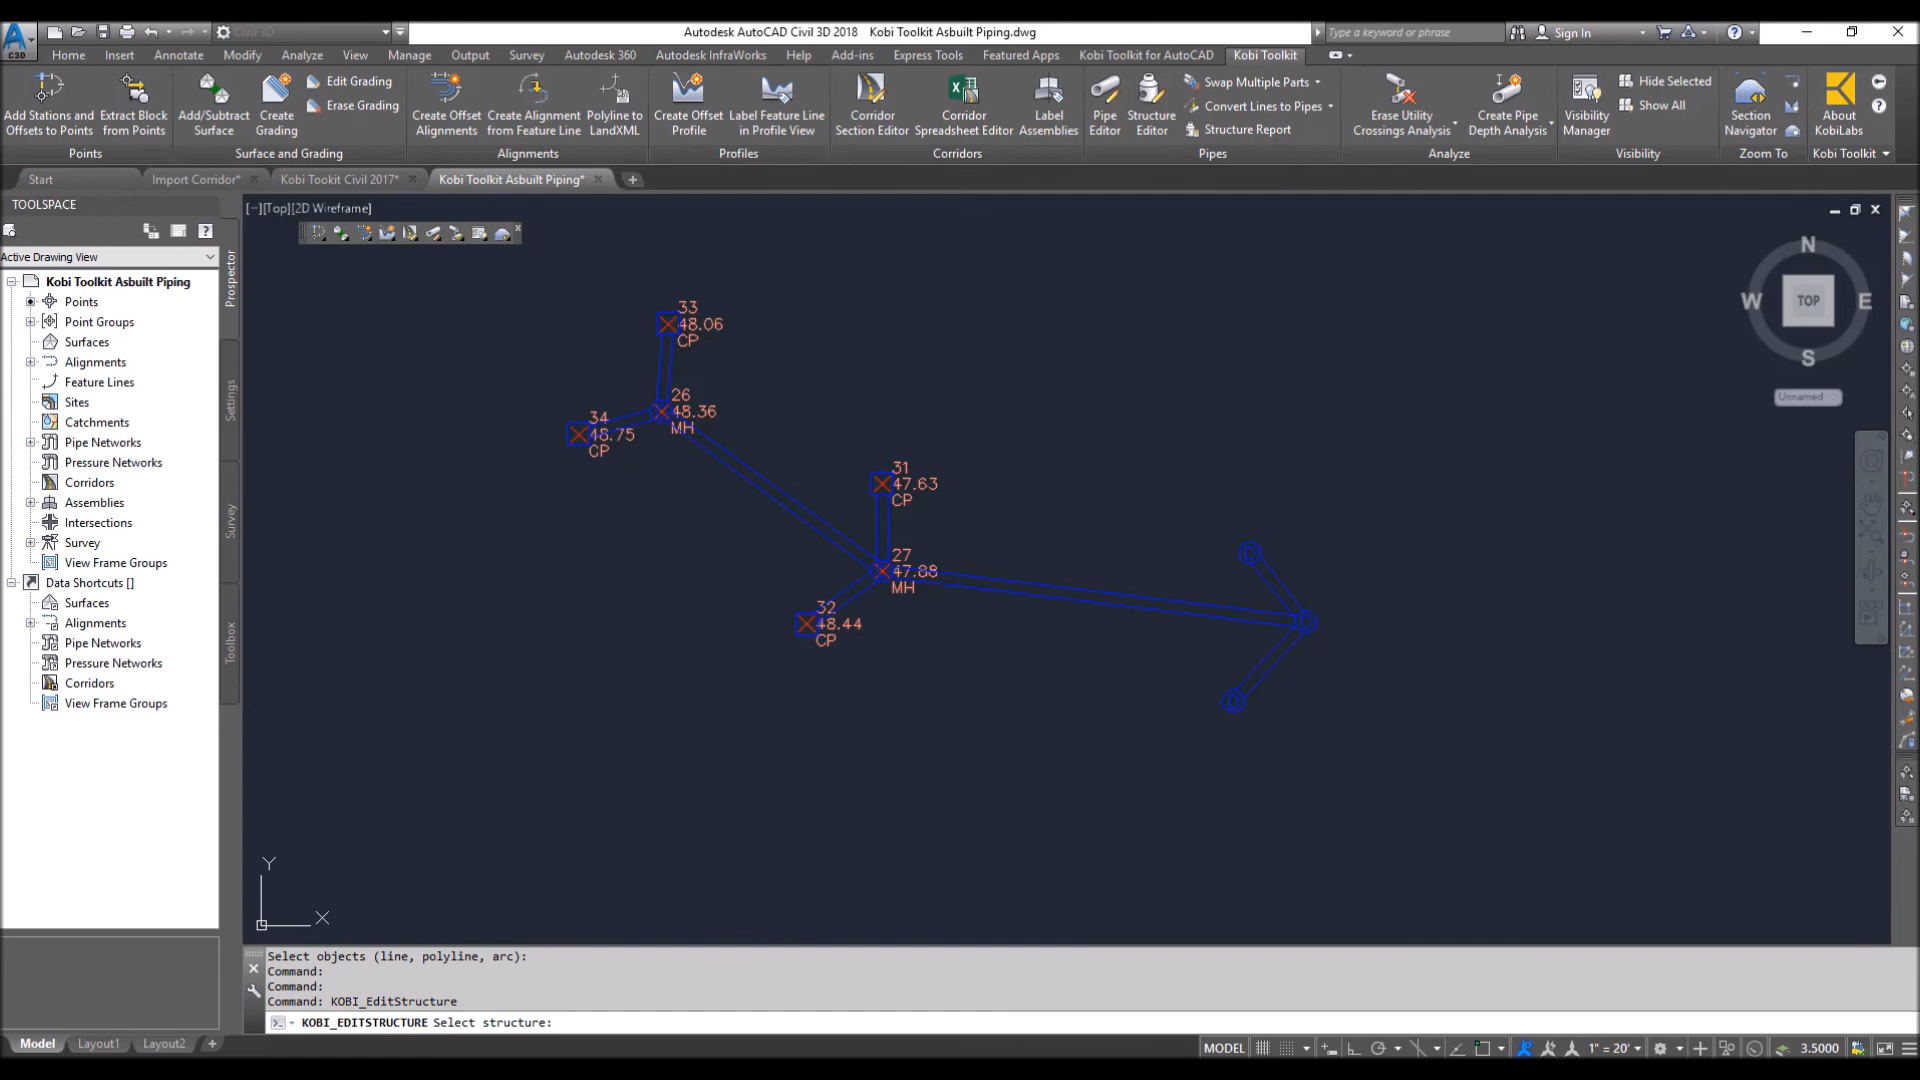 Civil 3D
Autodesk AutoCAD Civil 3D 2018 Kobi Toolkit Asbuilt Piping.dwg
Type a keyword or phrase
Sign In
C3D
Home Insert Annotate Modify Analyze View Manage Output Survey Autodesk 360 Autodesk InfraWorks Help Add-ins Express Tools Featured Apps Kobi Toolkit for AutoCAD Kobi Toolkit
Add Stations and
Offsets to Points
Extract Block
from Points
Points
Add/Subtract
Surface
Create
Grading
Edit Grading
Erase Grading
Surface and Grading
Create Offset
Alignments
Create Alignment
from Feature Line
Polyline to
LandXML
Alignments
Create Offset
Profile
Label Feature Line
in Profile View
Profiles
Corridor
Section Editor
Corridor
Spreadsheet Editor
Label
Assemblies
Corridors
Pipe
Editor
Structure
Editor
Swap Multiple Parts
Convert Lines to Pipes
Structure Report
Pipes
Erase Utility
Crossings Analysis
Create Pipe
Depth Analysis
Analyze
Visibility
Manager
Hide Selected
Show All
Visibility
Section
Navigator
Zoom To
About
KobiLabs
Kobi Toolkit
Start Import Corridor* Kobi Tookit Civil 2017* Kobi Toolkit Asbuilt Piping*
TOOLSPACE
Active Drawing View
Kobi Toolkit Asbuilt Piping
Points
Point Groups
Surfaces
Alignments
Feature Lines
Sites
Catchments
Pipe Networks
Pressure Networks
Corridors
Assemblies
Intersections
Survey
View Frame Groups
Data Shortcuts []
Surfaces
Alignments
Pipe Networks
Pressure Networks
Corridors
View Frame Groups
Prospector
Settings
Survey
Toolbox
[−][Top][2D Wireframe]
33
48.06
CP
26
48.36
MH
34
48.75
CP
31
47.63
CP
27
47.88
MH
32
48.44
CP
D
D
D
N
W TOP E
S
Unnamed
Y
X
Select objects (line, polyline, arc):
Command:
Command:
Command: KOBI_EditStructure
KOBI_EDITSTRUCTURE Select structure:
Model Layout1 Layout2
MODEL
1" = 20'
3.5000